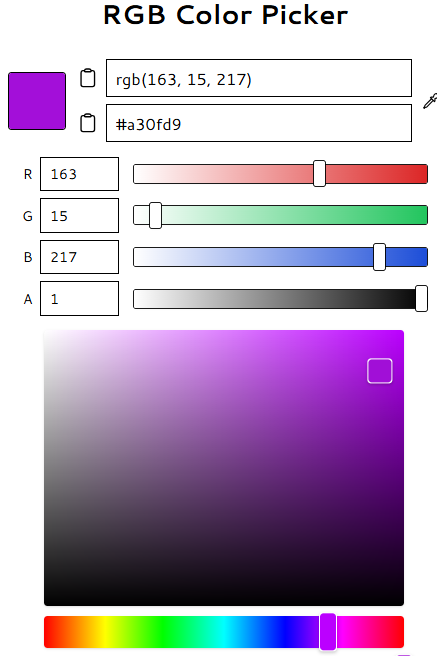 RGB Color Picker
rgb(163, 15, 217)
#a30fd9
R 163
G 15
B 217
A 1